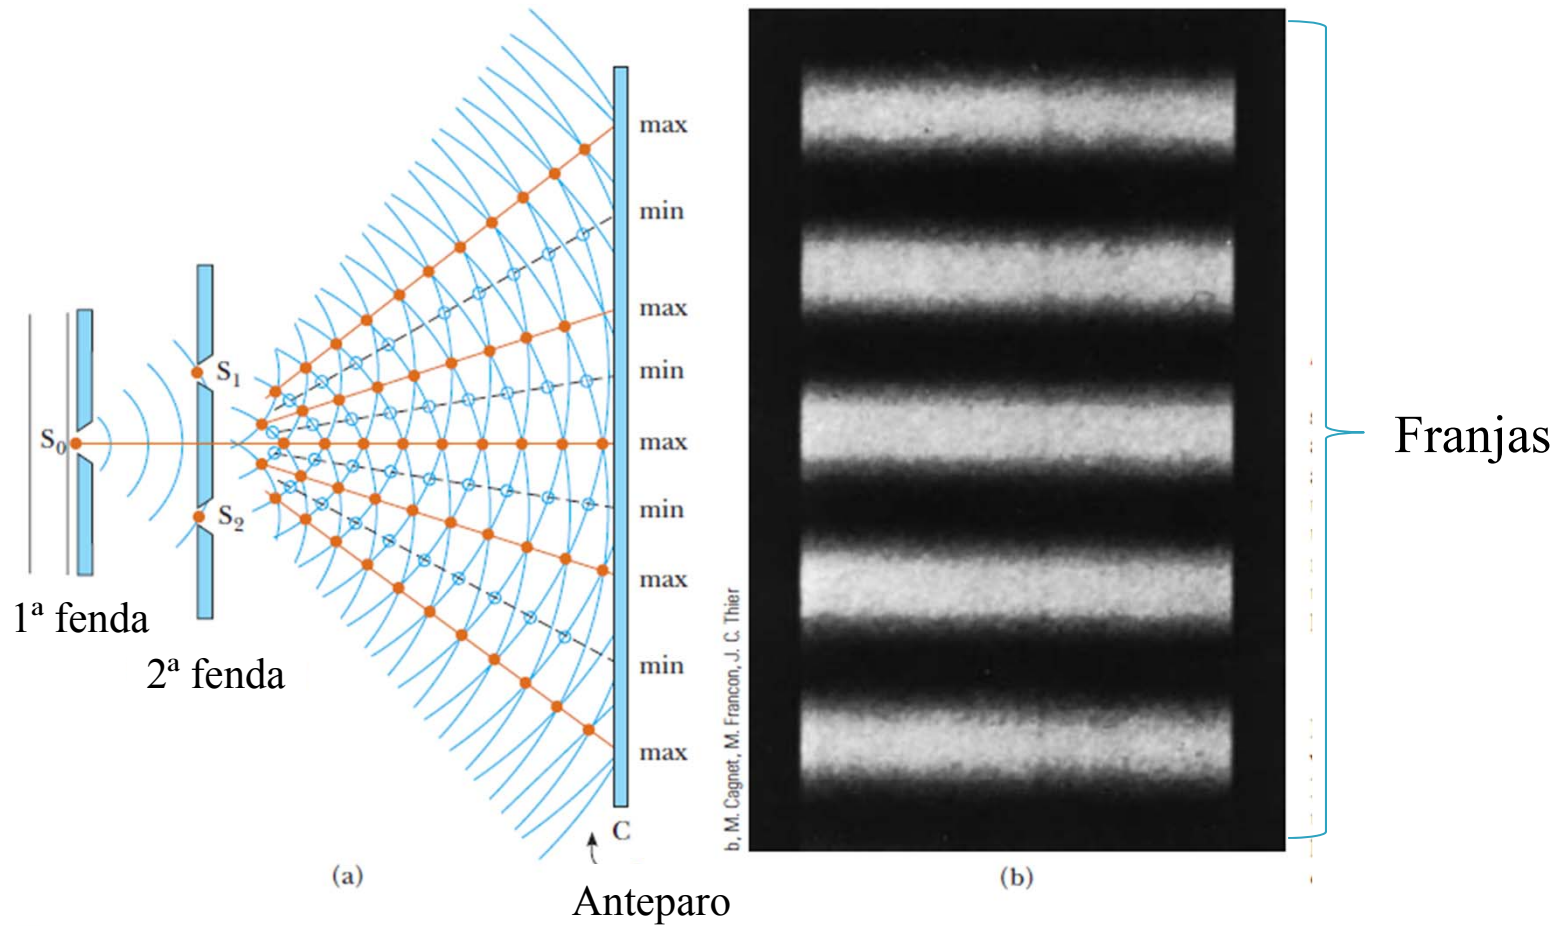 S0
S1
S2
max
min
max
min
max
min
max
min
max
1ª fenda
2ª fenda
C
(a)
Anteparo
b, M. Cagnet, M. Francon, J. C. Thier
(b)
Franjas